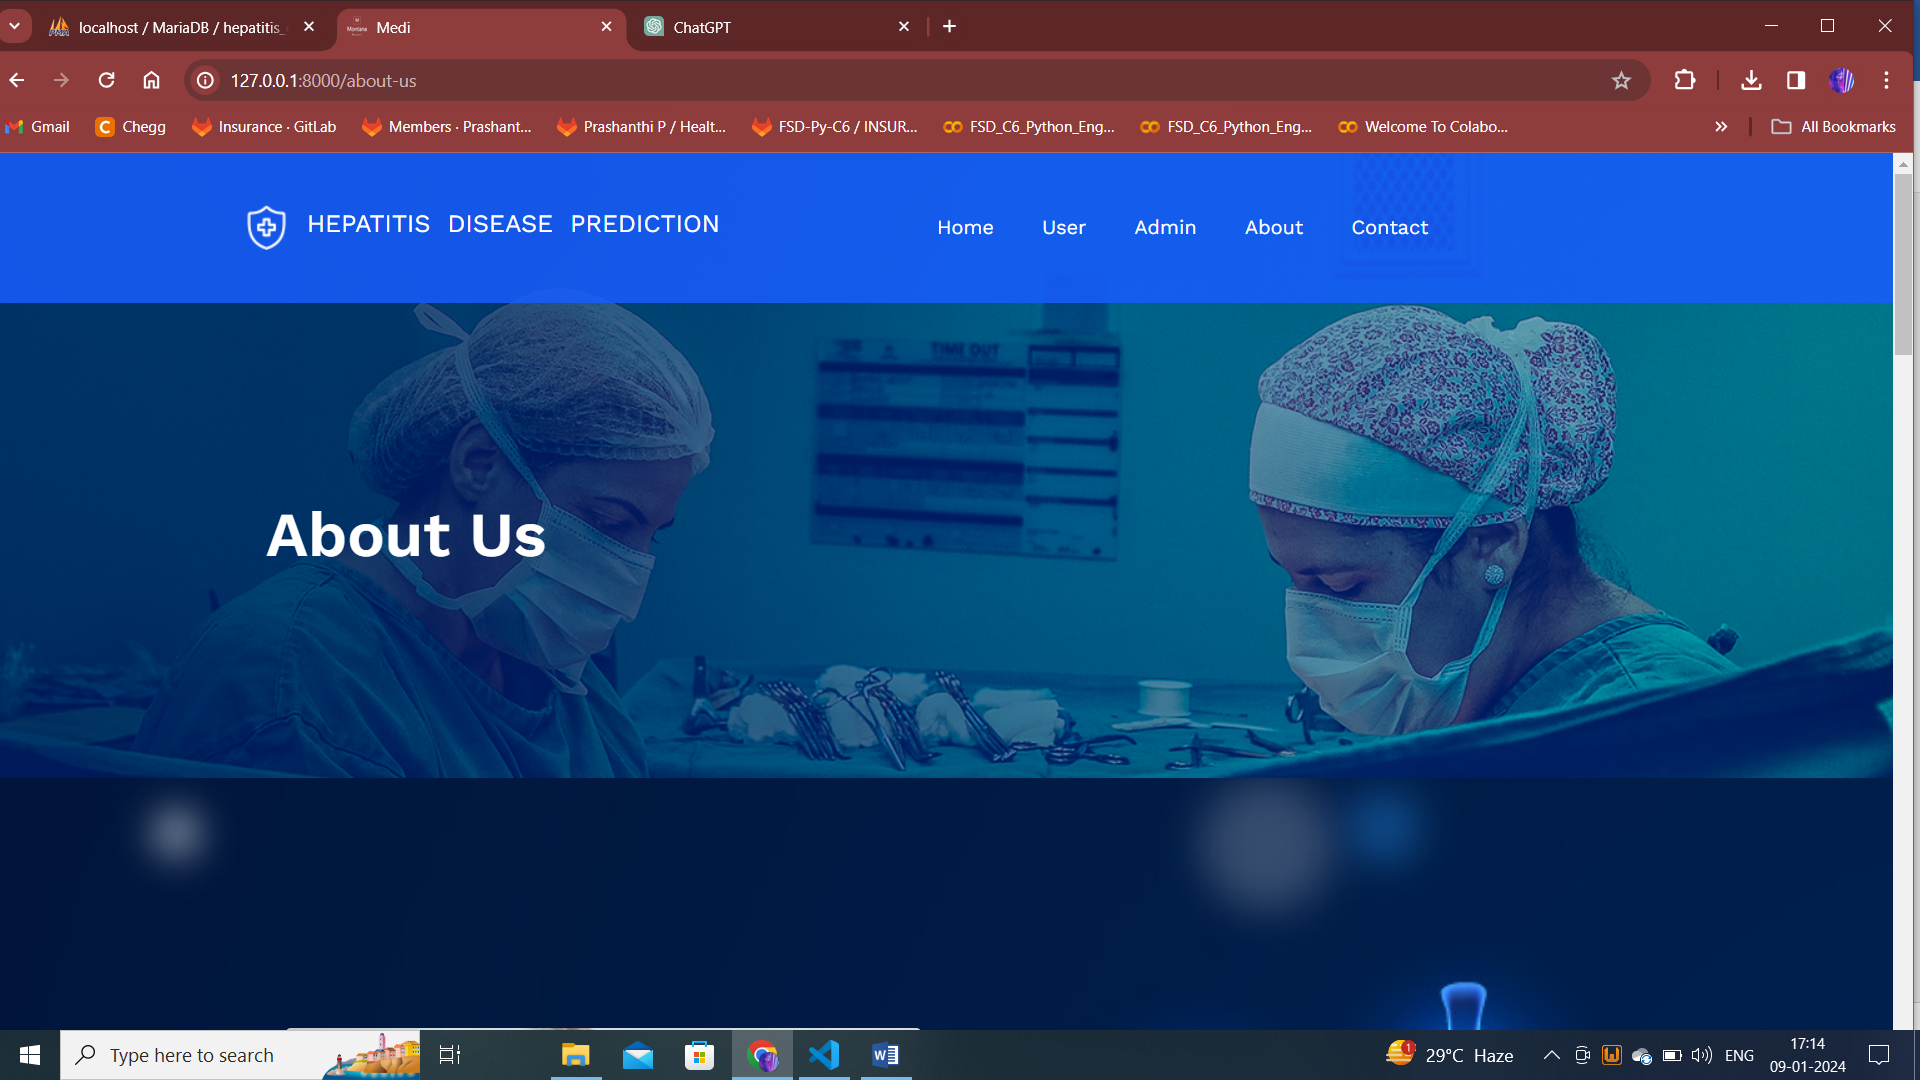 localhost / MariaDB / hepatitis_
Medi
ChatGPT
127.0.0.1:8000/about-us
Gmail
Chegg
Insurance · GitLab
Members · Prashant...
Prashanthi P / Healt...
FSD-Py-C6 / INSUR...
FSD_C6_Python_Eng...
FSD_C6_Python_Eng...
Welcome To Colabo...
All Bookmarks
HEPATITIS DISEASE PREDICTION
Home
User
Admin
About
Contact
TIME OUT
About Us
Type here to search
1
29°C Haze
ENG
17:14
09-01-2024